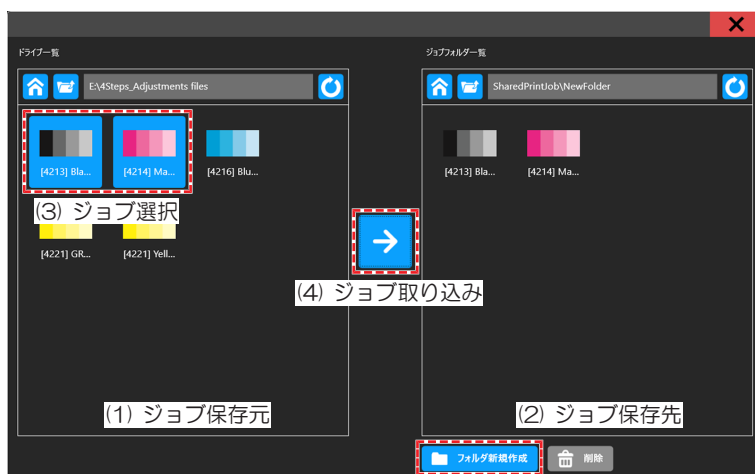 ドライブ一覧
ジョブフォルダ一覧
E:\4Steps_Adjustments files
SharedPrintJob\NewFolder
[4213] Bla...
[4214] Ma...
[4216] Blu...
[4213] Bla...
[4214] Ma...
(3) ジョブ選択
[4221] GR...
[4221] Yell...
(4) ジョブ取り込み
(1) ジョブ保存元
(2) ジョブ保存先
フォルダ新規作成
削除